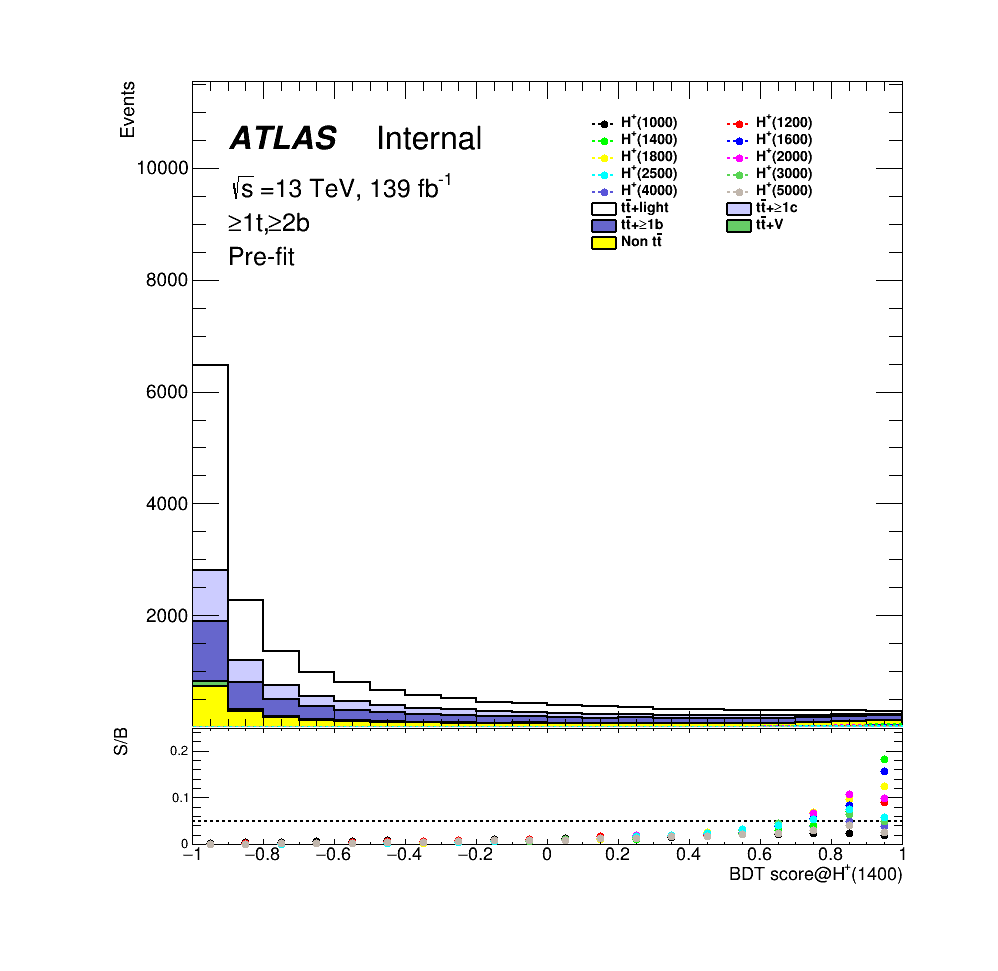 Events
10000
8000
6000
4000
2000
ATLAS Internal
√s =13 TeV, 139 fb⁻¹
≥1t,≥2b
Pre-fit
H⁺(1000) H⁺(1200)
H⁺(1400) H⁺(1600)
H⁺(1800) H⁺(2000)
H⁺(2500) H⁺(3000)
H⁺(4000) H⁺(5000)
tt̄+light tt̄+≥1c
tt̄+≥1b tt̄+V
Non tt̄
S/B
0.2
0.1
0
−1 −0.8 −0.6 −0.4 −0.2 0 0.2 0.4 0.6 0.8 1
BDT score@H⁺(1400)